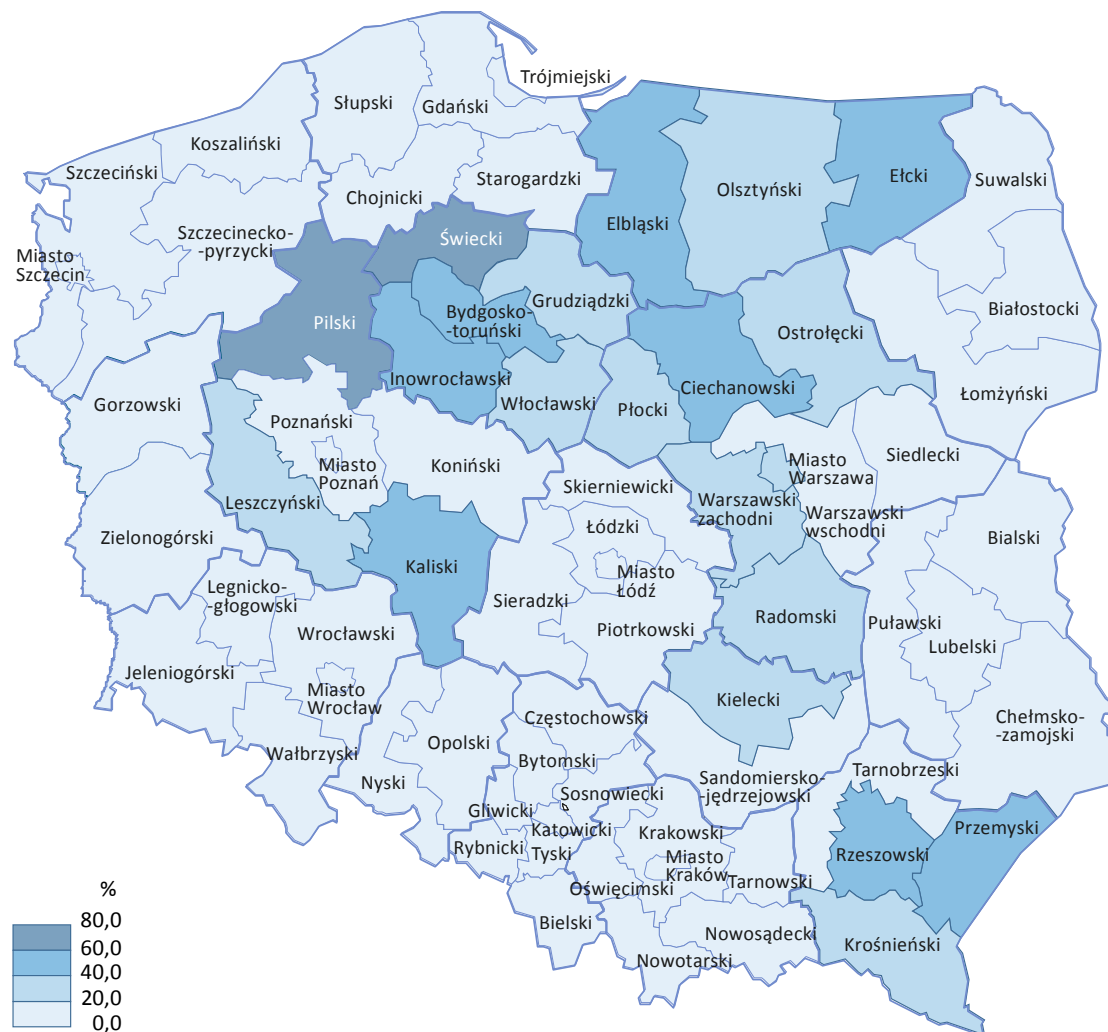 Trójmiejski
Słupski
Gdański
Koszaliński
Szczeciński
Starogardzki
Chojnicki
Olsztyński
Ełcki
Suwalski
Elbląski
Szczecinecko-
-pyrzycki
Świecki
Miasto
Szczecin
Grudziądzki
Białostocki
Bydgosko-
-toruński
Pilski
Ostrołęcki
Inowrocławski
Ciechanowski
Łomżyński
Gorzowski
Włocławski
Płocki
Poznański
Siedlecki
Miasto
Poznań
Koniński
Miasto
Warszawa
Skierniewicki
Leszczyński
Warszawski
zachodni
Warszawski
wschodni
Łódzki
Zielonogórski
Bialski
Kaliski
Miasto
Łódź
Legnicko-
-głogowski
Sieradzki
Radomski
Puławski
Wrocławski
Piotrkowski
Lubelski
Jeleniogórski
Miasto
Wrocław
Kielecki
Częstochowski
Chełmsko-
-zamojski
Opolski
Wałbrzyski
Bytomski
Tarnobrzeski
Nyski
Sandomiersko-
-jędrzejowski
Sosnowiecki
Gliwicki
Katowicki
Krakowski
Przemyski
Rybnicki
Tyski
Miasto
Kraków
Rzeszowski
Oświęcimski
Tarnowski
Bielski
Nowosądecki
Krośnieński
Nowotarski
%
80,0
60,0
40,0
20,0
0,0